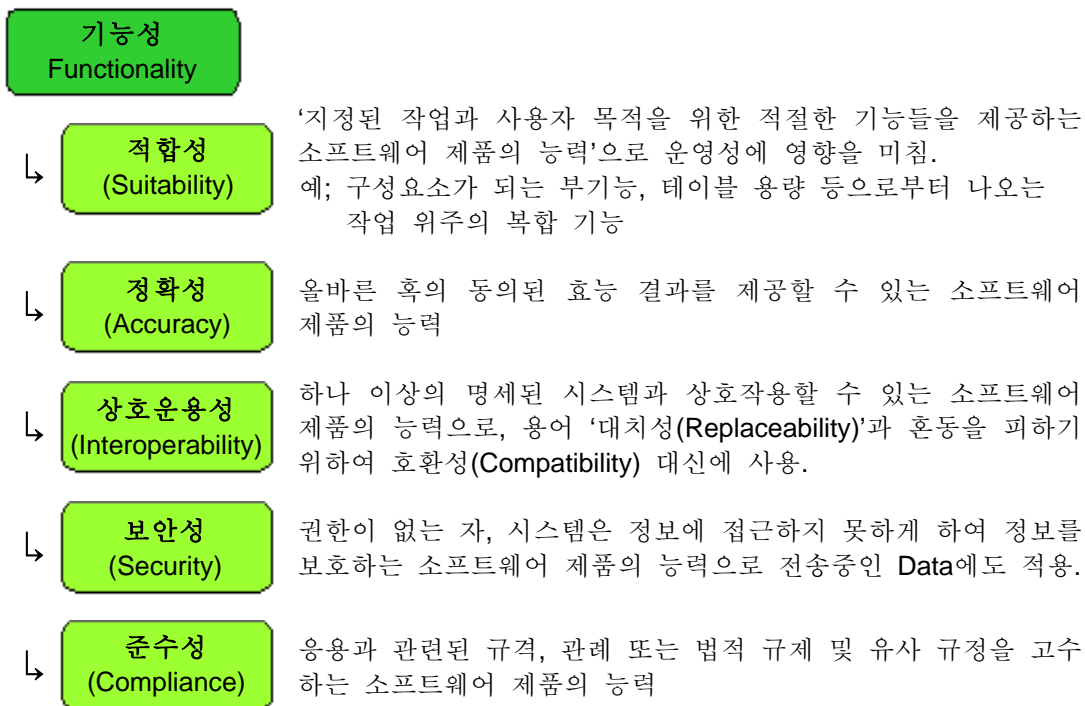 기능성
Functionality
적합성
(Suitability)
‘지정된 작업과 사용자 목적을 위한 적절한 기능들을 제공하는
소프트웨어 제품의 능력’으로 운영성에 영향을 미침.
예; 구성요소가 되는 부기능, 테이블 용량 등으로부터 나오는
작업 위주의 복합 기능
정확성
(Accuracy)
올바른 혹의 동의된 효능 결과를 제공할 수 있는 소프트웨어
제품의 능력
상호운용성
(Interoperability)
하나 이상의 명세된 시스템과 상호작용할 수 있는 소프트웨어
제품의 능력으로, 용어 ‘대치성(Replaceability)’과 혼동을 피하기
위하여 호환성(Compatibility) 대신에 사용.
보안성
(Security)
권한이 없는 자, 시스템은 정보에 접근하지 못하게 하여 정보를
보호하는 소프트웨어 제품의 능력으로 전송중인 Data에도 적용.
준수성
(Compliance)
응용과 관련된 규격, 관례 또는 법적 규제 및 유사 규정을 고수
하는 소프트웨어 제품의 능력